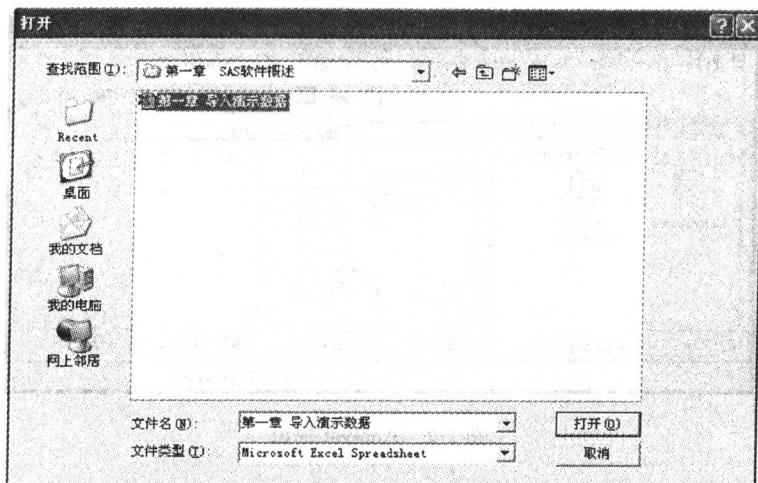 打开
查找范围(I): 第一章 SAS软件概述
第一章 导入演示数据
Recent
桌面
我的文档
我的电脑
网上邻居
文件名(N): 第一章 导入演示数据 打开(O)
文件类型(T): Microsoft Excel Spreadsheet 取消